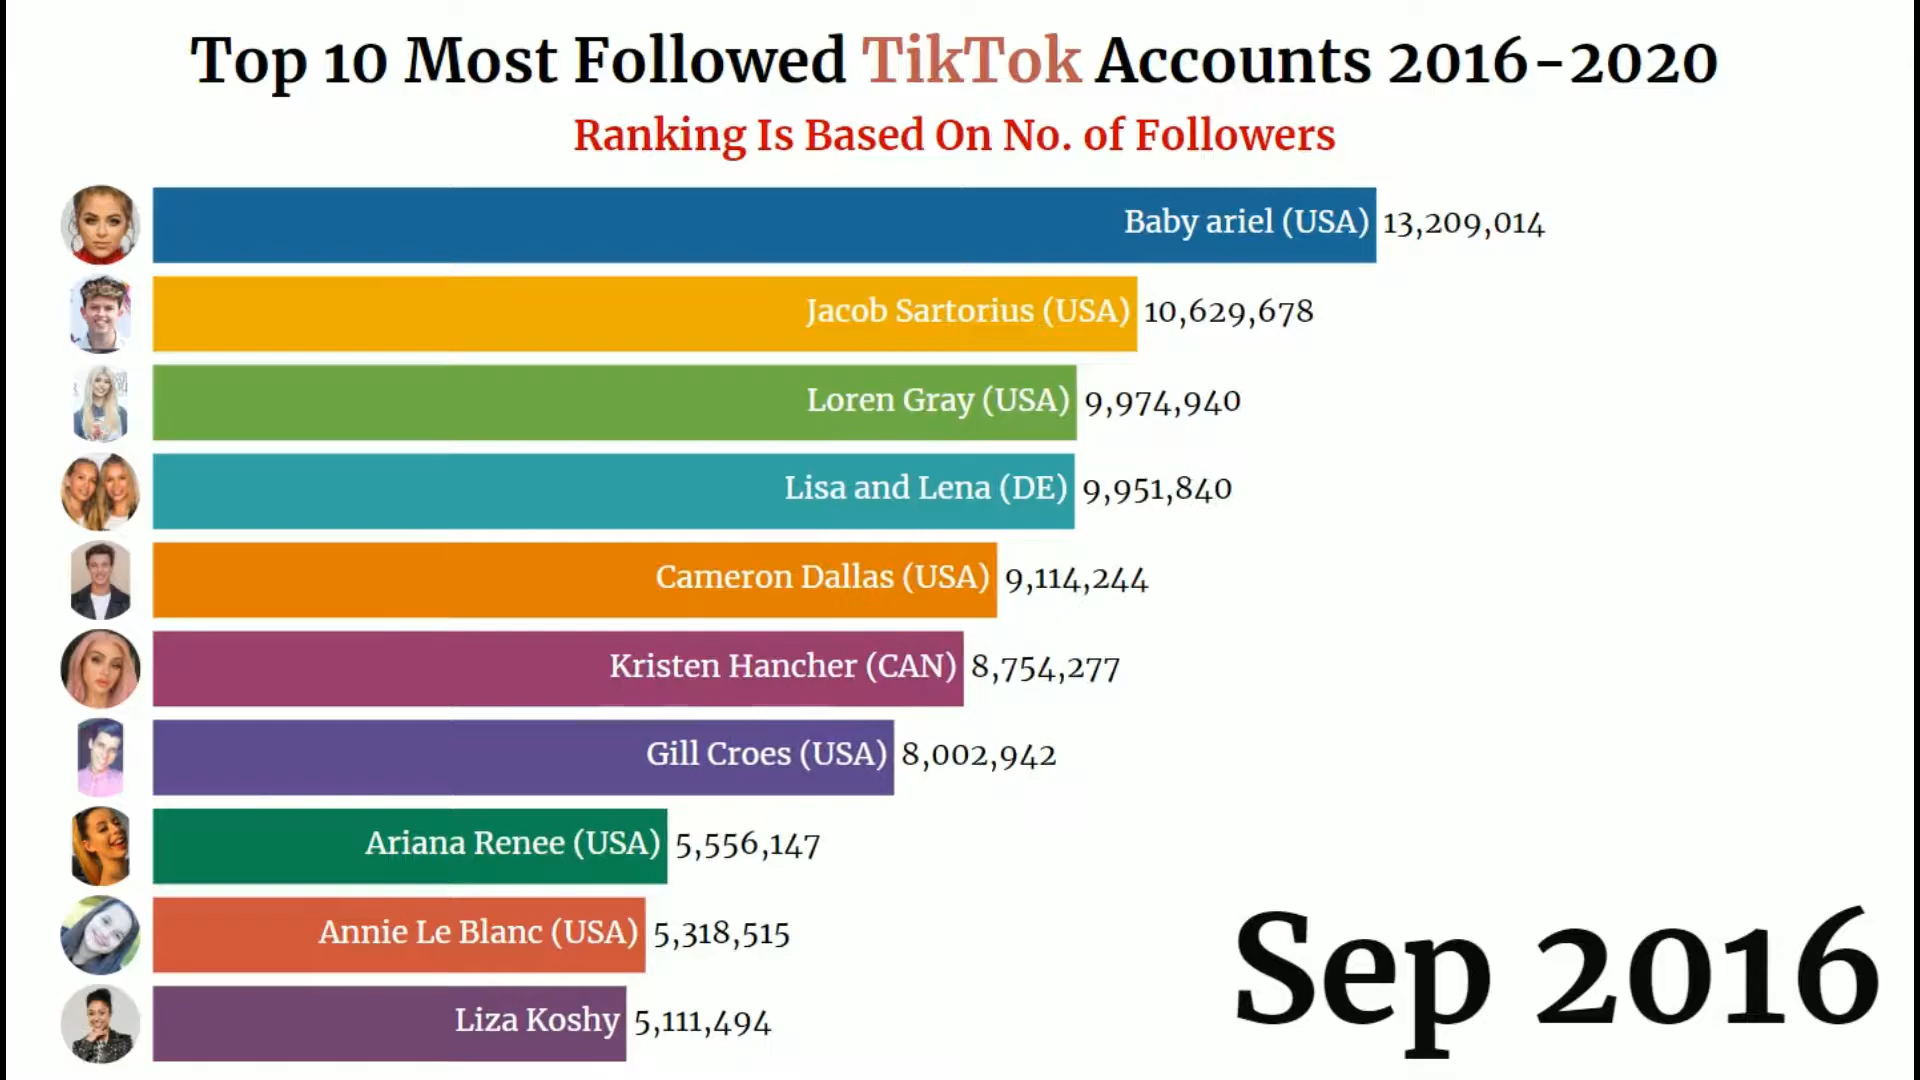 Top 10 Most Followed TikTok Accounts 2016-2020
Ranking Is Based On No. of Followers
Baby ariel (USA) 13,209,014
Jacob Sartorius (USA) 10,629,678
Loren Gray (USA) 9,974,940
Lisa and Lena (DE) 9,951,840
Cameron Dallas (USA) 9,114,244
Kristen Hancher (CAN) 8,754,277
Gill Croes (USA) 8,002,942
Ariana Renee (USA) 5,556,147
Annie Le Blanc (USA) 5,318,515
Liza Koshy 5,111,494
Sep 2016